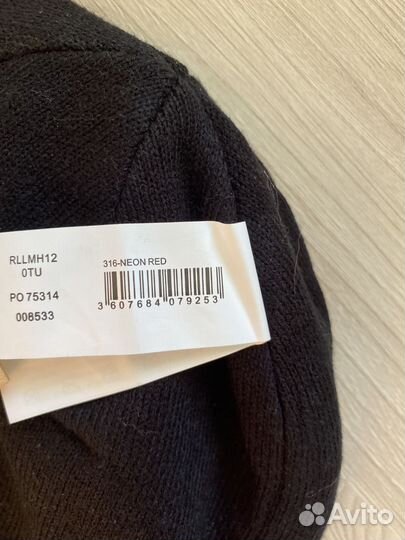 RLLMH12
0TU
PO 75314
008533
316-NEON RED
3 607684 079253
Avito